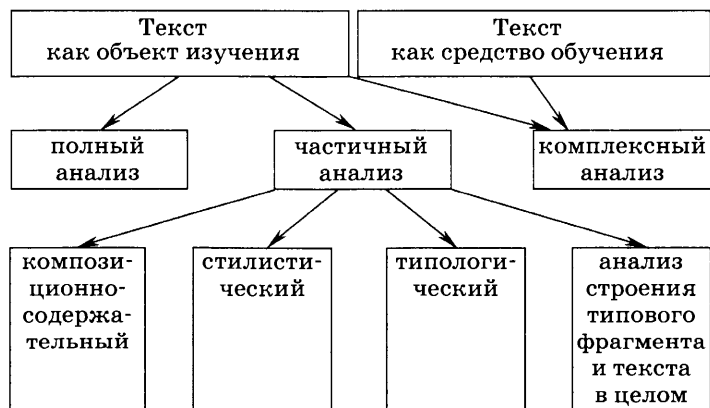 Текст
как объект изучения
Текст
как средство обучения
полный
анализ
частичный
анализ
комплексный
анализ
компози-
ционно-
содержа-
тельный
стилисти-
ческий
типологи-
ческий
анализ
строения
типового
фрагмента
и текста
в целом